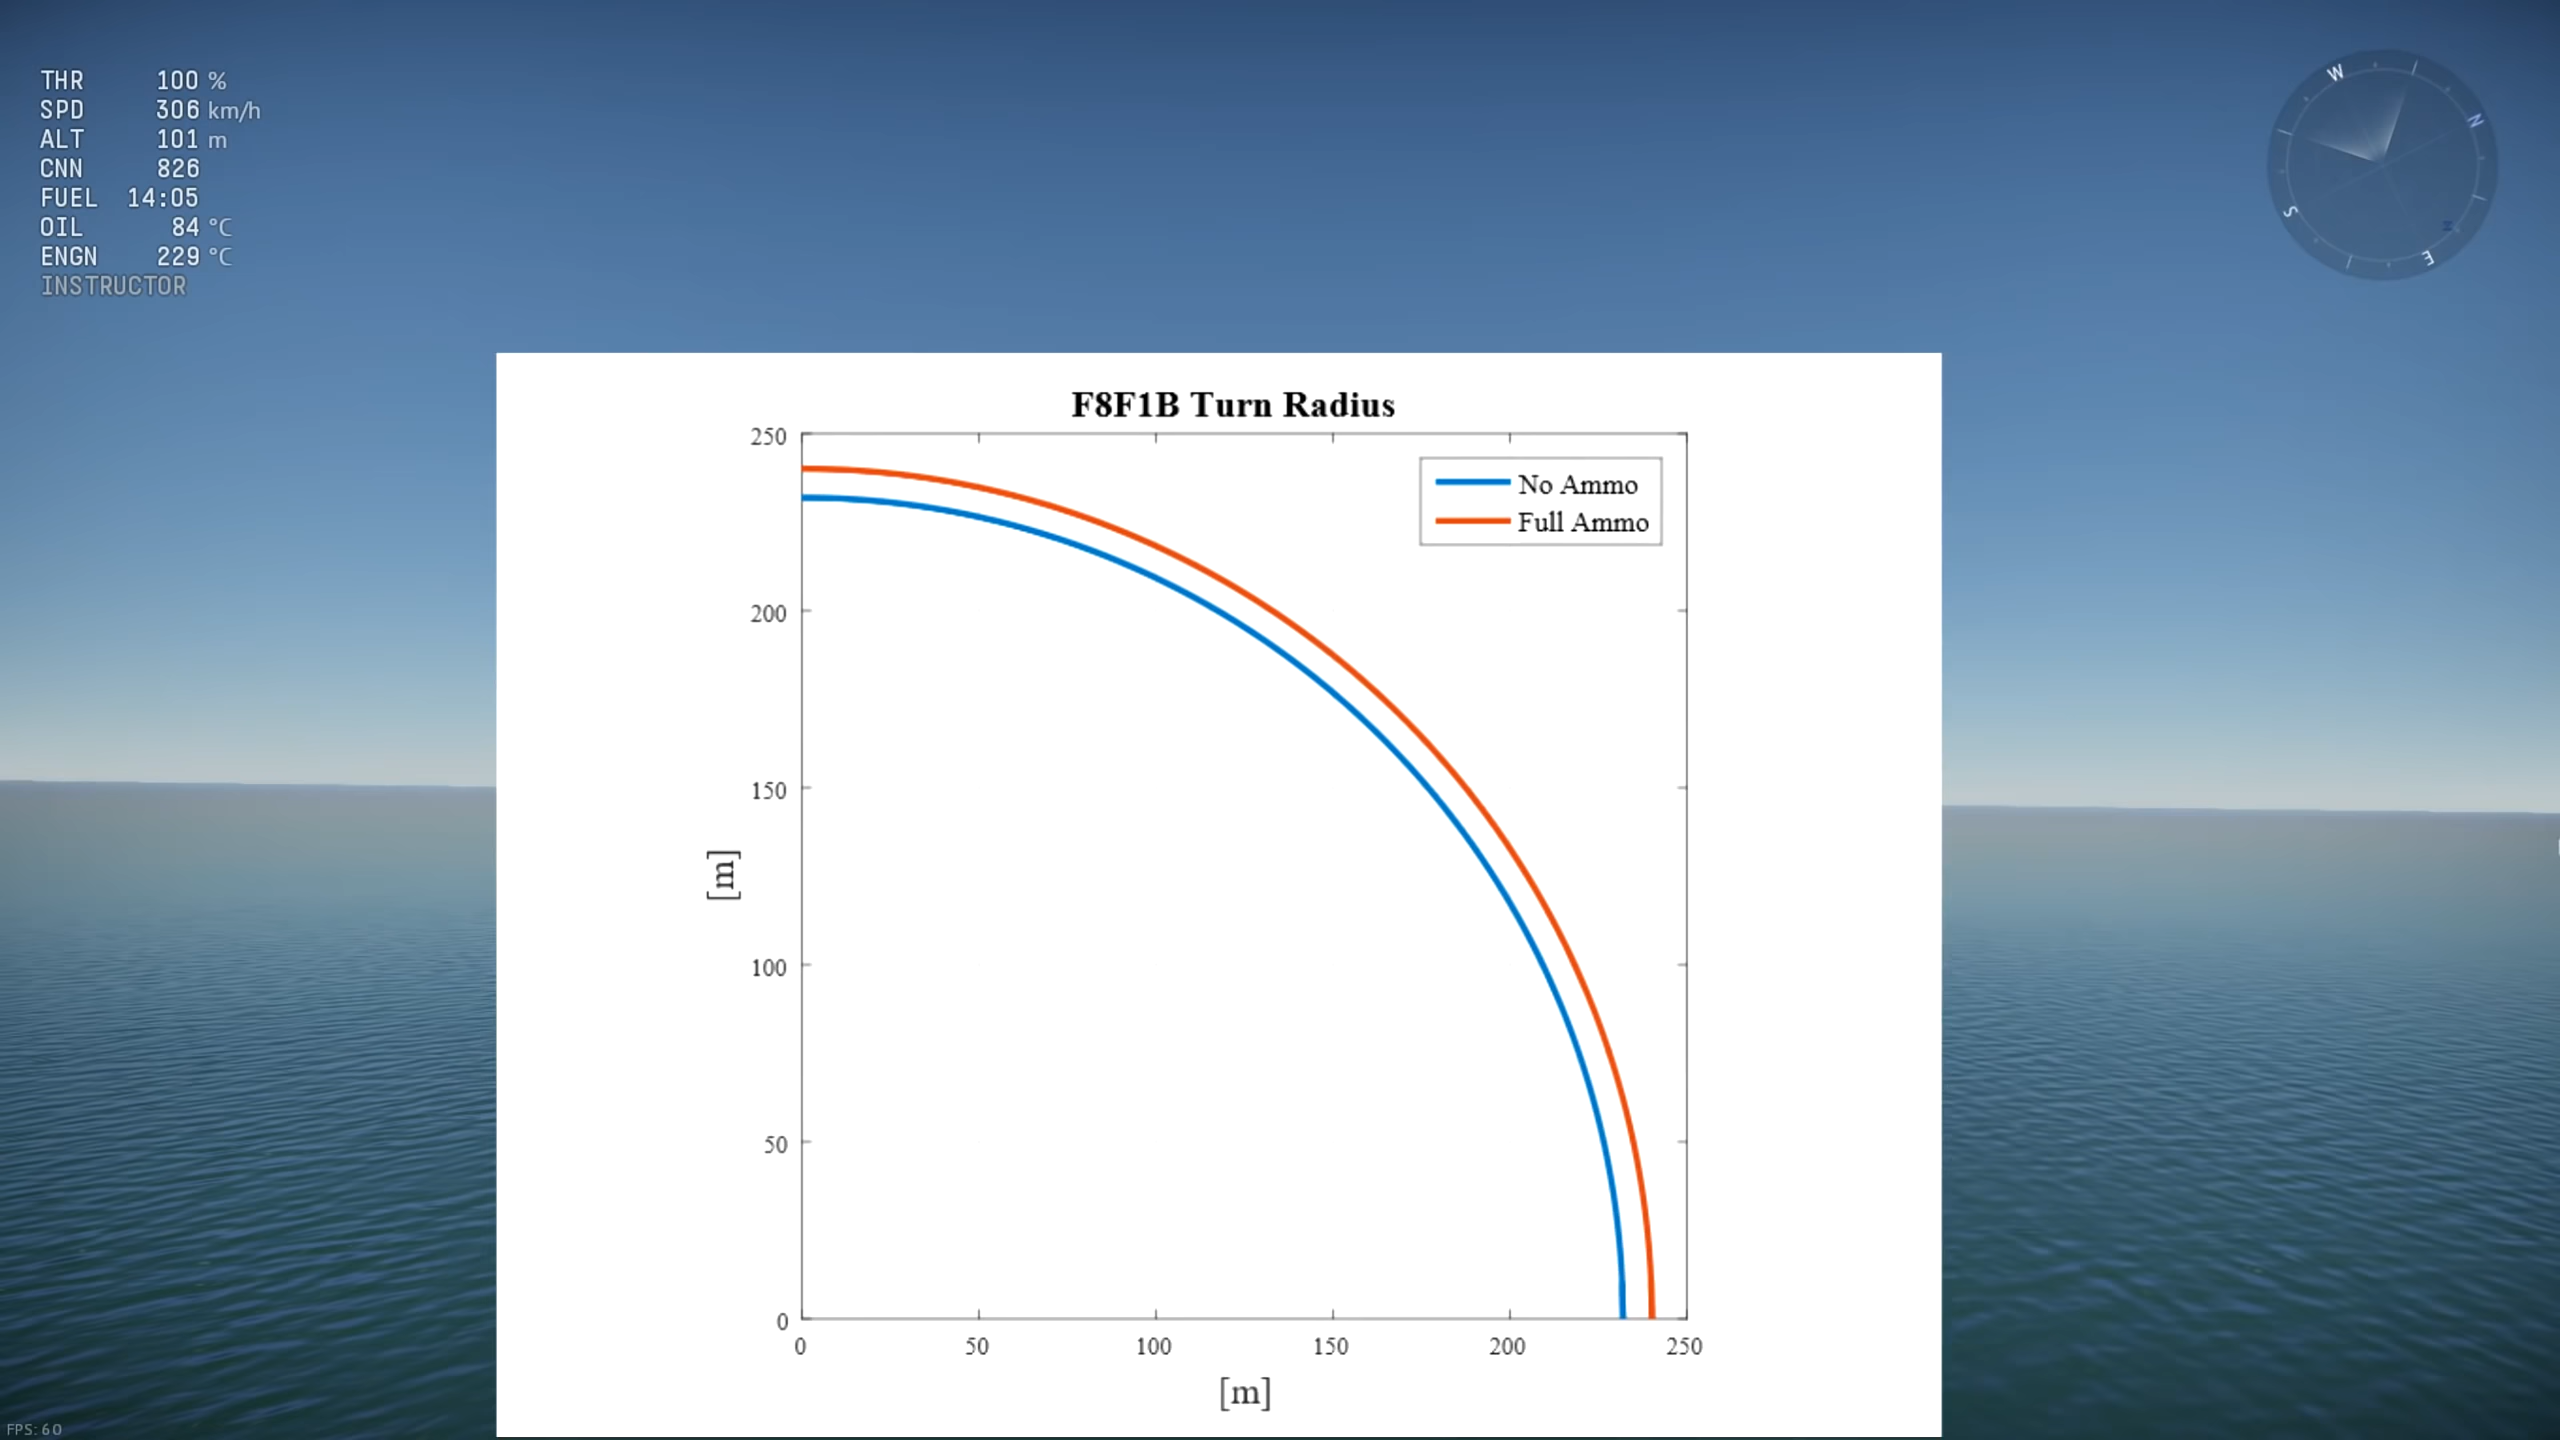 THR 100 %
SPD 306 km/h
ALT 101 m
CNN 826
FUEL 14:05
OIL 84 °C
ENGN 229 °C
INSTRUCTOR
W
N
S
E
F8F1B Turn Radius
No Ammo
Full Ammo
250
200
150
100
50
0
[m]
0 50 100 150 200 250
[m]
FPS: 60